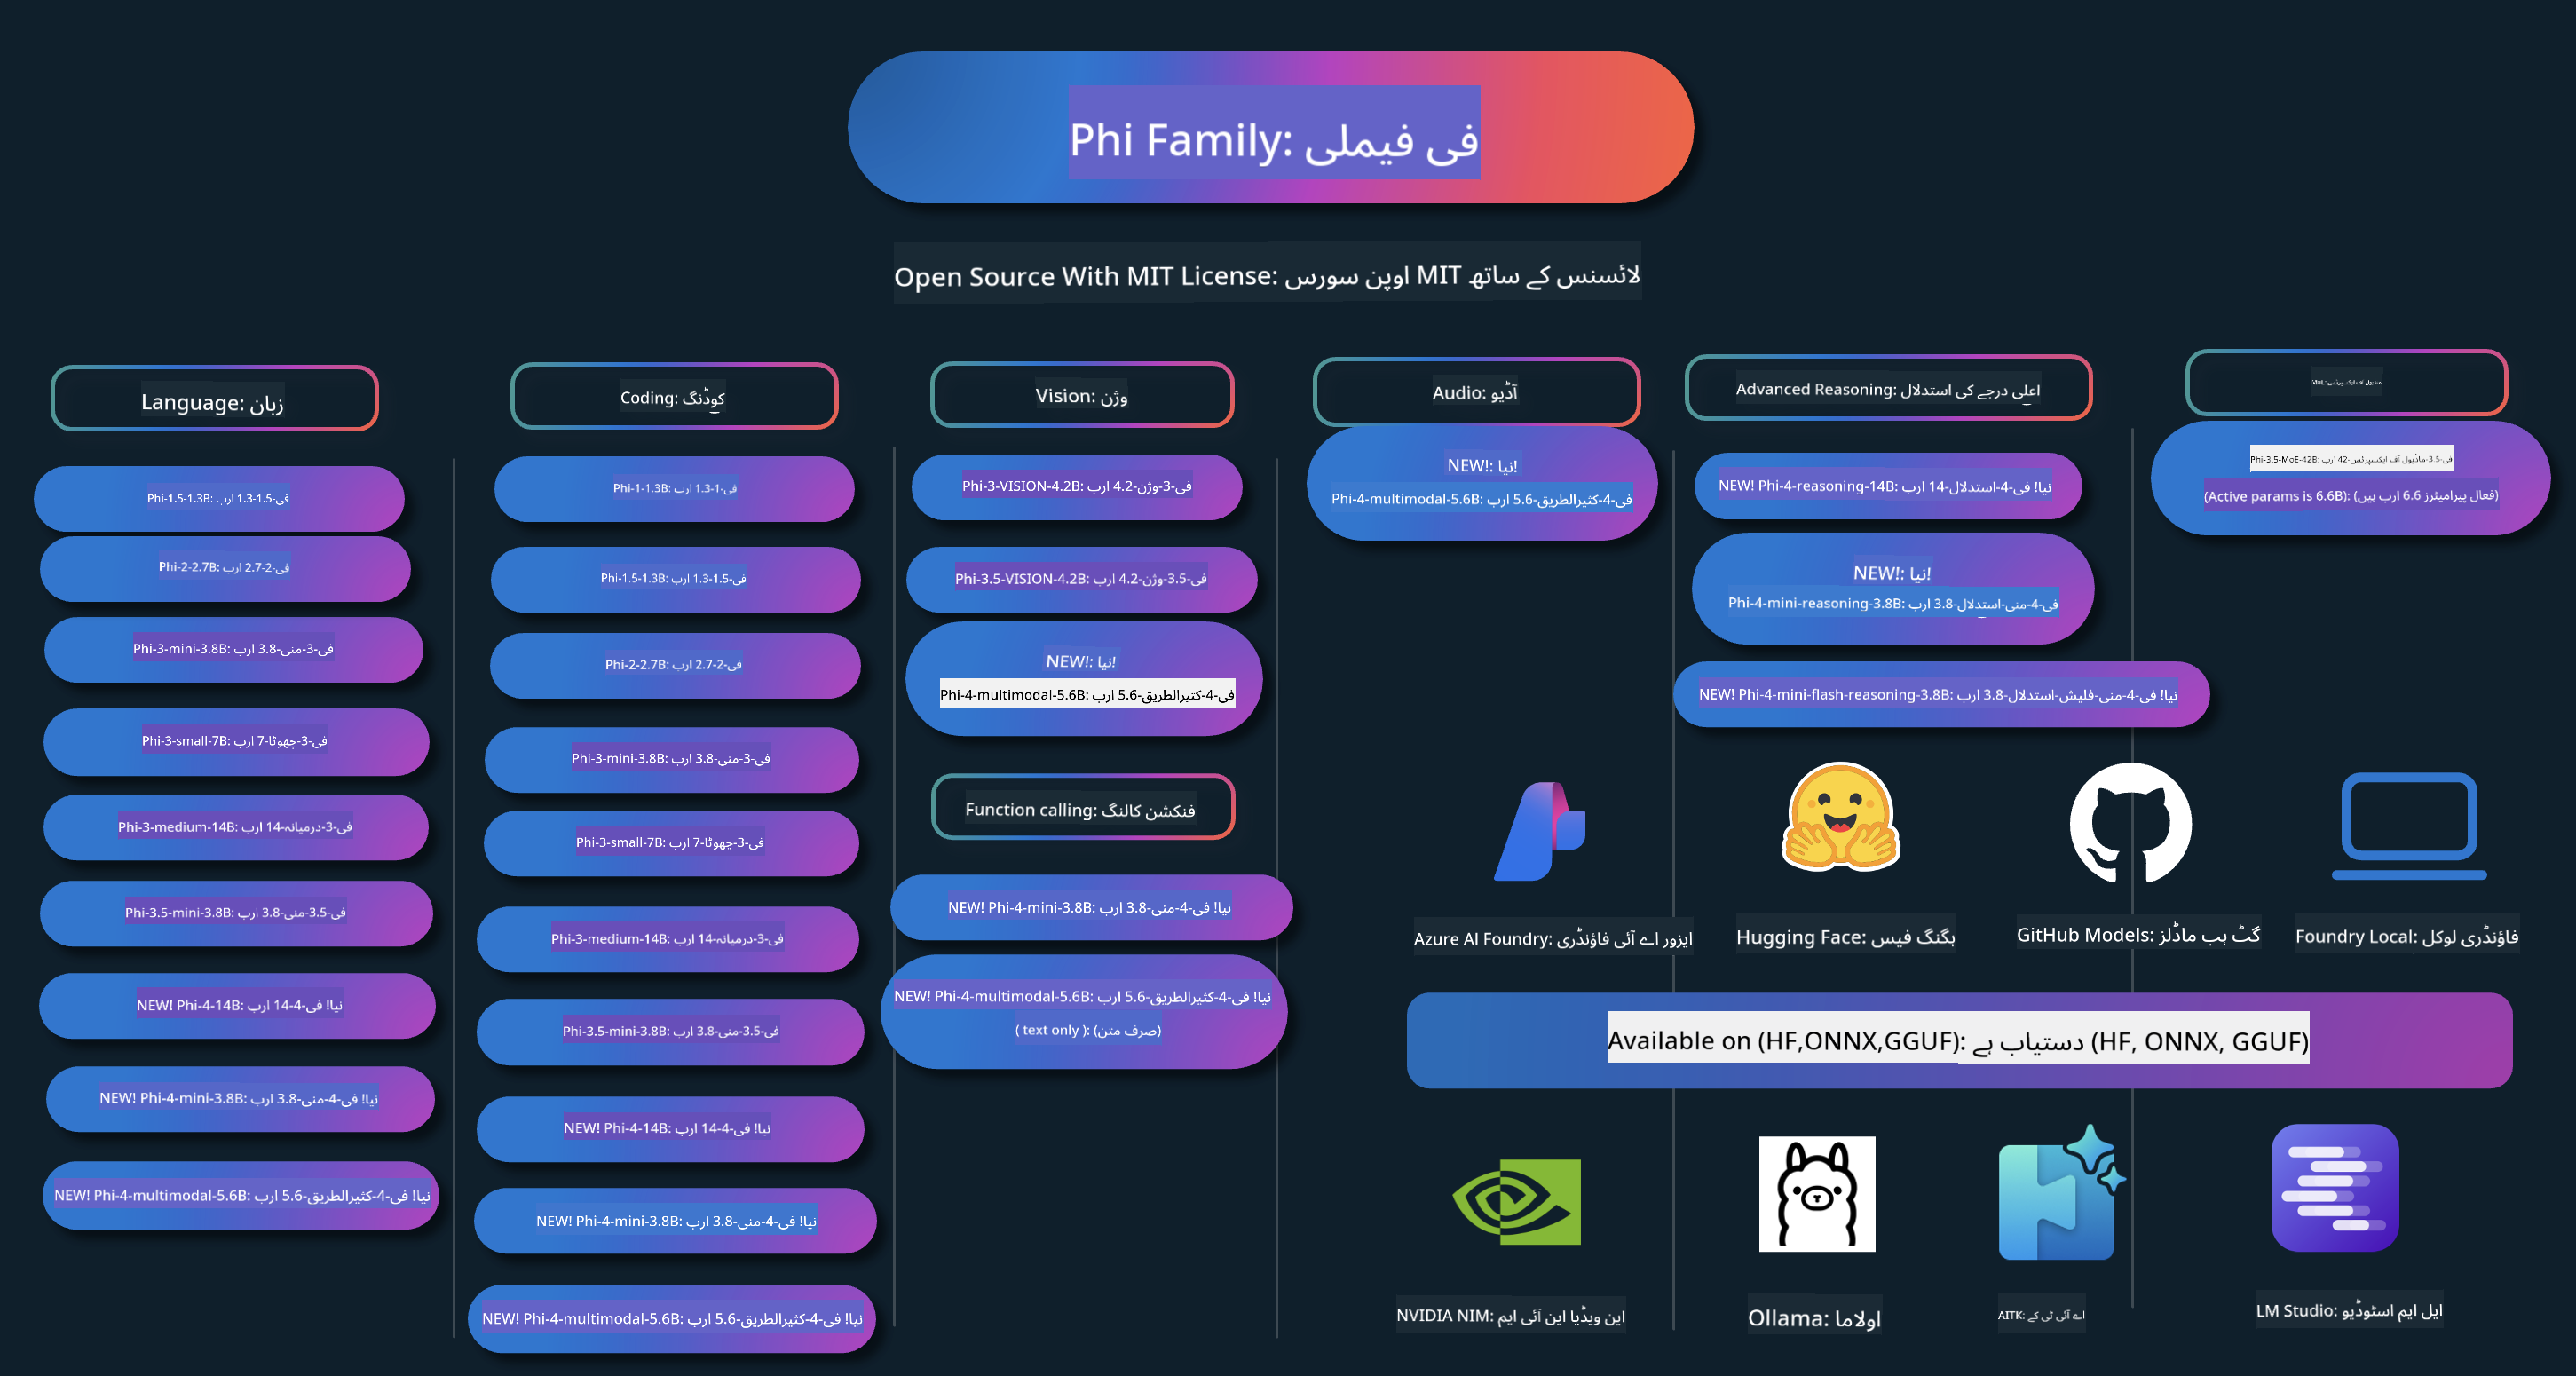 Phi Family: فی فیملی
Open Source With MIT License: اوپن سورس MIT لائسنس کے ساتھ
Language: زبان
Phi-1.5-1.3B: فی-1.5-1.3 ارب
Phi-2-2.7B: فی-2-2.7 ارب
Phi-3-mini-3.8B: فی-3-منی-3.8 ارب
Phi-3-small-7B: فی-3-چھوٹا-7 ارب
Phi-3-medium-14B: فی-3-درمیانہ-14 ارب
Phi-3.5-mini-3.8B: فی-3.5-منی-3.8 ارب
NEW! Phi-4-14B: نیا! فی-4-14 ارب
NEW! Phi-4-mini-3.8B: نیا! فی-4-منی-3.8 ارب
NEW! Phi-4-multimodal-5.6B: نیا! فی-4-کثیرالطریق-5.6 ارب
Coding: کوڈنگ
Phi-1-1.3B: فی-1-1.3 ارب
Phi-1.5-1.3B: فی-1.5-1.3 ارب
Phi-2-2.7B: فی-2-2.7 ارب
Phi-3-mini-3.8B: فی-3-منی-3.8 ارب
Phi-3-small-7B: فی-3-چھوٹا-7 ارب
Phi-3-medium-14B: فی-3-درمیانہ-14 ارب
Phi-3.5-mini-3.8B: فی-3.5-منی-3.8 ارب
NEW! Phi-4-14B: نیا! فی-4-14 ارب
NEW! Phi-4-mini-3.8B: نیا! فی-4-منی-3.8 ارب
NEW! Phi-4-multimodal-5.6B: نیا! فی-4-کثیرالطریق-5.6 ارب
Vision: وژن
Phi-3-VISION-4.2B: فی-3-وژن-4.2 ارب
Phi-3.5-VISION-4.2B: فی-3.5-وژن-4.2 ارب
NEW!: نیا!
Phi-4-multimodal-5.6B: فی-4-کثیرالطریق-5.6 ارب
Function calling: فنکشن کالنگ
NEW! Phi-4-mini-3.8B: نیا! فی-4-منی-3.8 ارب
NEW! Phi-4-multimodal-5.6B: نیا! فی-4-کثیرالطریق-5.6 ارب
( text only ): (صرف متن)
Audio: آڈیو
NEW!: نیا!
Phi-4-multimodal-5.6B: فی-4-کثیرالطریق-5.6 ارب
Advanced Reasoning: اعلی درجے کی استدلال
NEW! Phi-4-reasoning-14B: نیا! فی-4-استدلال-14 ارب
NEW!: نیا!
Phi-4-mini-reasoning-3.8B: فی-4-منی-استدلال-3.8 ارب
NEW! Phi-4-mini-flash-reasoning-3.8B: نیا! فی-4-منی-فلیش-استدلال-3.8 ارب
Phi-3.5-MoE-42B: فی-3.5-ماڈیول آف ایکسپرٹس-42 ارب
(Active params is 6.6B): (فعال پیرامیٹرز 6.6 ارب ہیں)
Azure AI Foundry: ایزور اے آئی فاؤنڈری
Hugging Face: ہگنگ فیس
GitHub Models: گٹ ہب ماڈلز
Foundry Local: فاؤنڈری لوکل
Available on (HF,ONNX,GGUF): دستیاب ہے (HF, ONNX, GGUF)
NVIDIA NIM: این ویڈیا این آئی ایم
Ollama: اولاما
AITK: اے آئی ٹی کے
LM Studio: ایل ایم اسٹوڈیو